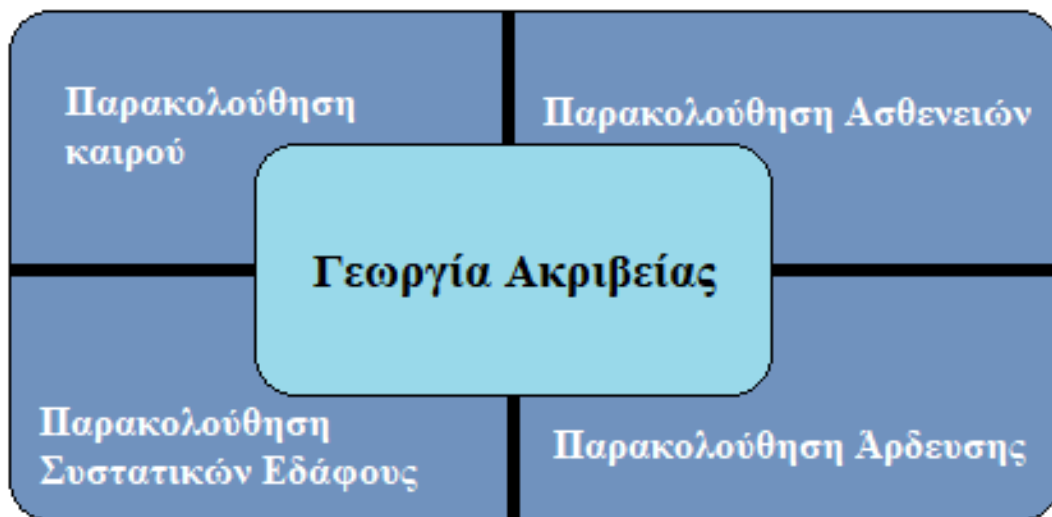 Παρακολούθηση
καιρού
Παρακολούθηση Ασθενειών
Γεωργία Ακριβείας
Παρακολούθηση
Συστατικών Εδάφους
Παρακολούθηση Άρδευσης